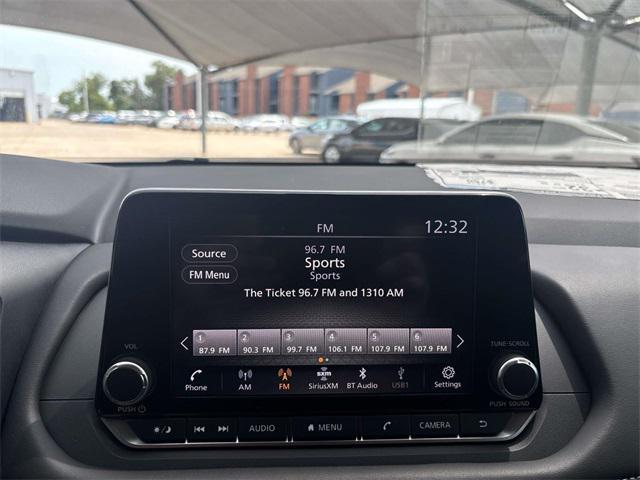 FM
12:32
Source
96.7 FM
FM Menu
Sports
Sports
The Ticket 96.7 FM and 1310 AM
1 2 3 4 5 6
87.9 FM 90.3 FM 99.7 FM 106.1 FM 107.9 FM 107.9 FM
VOL
TUNE·SCROLL
sxm
Phone AM FM SiriusXM BT Audio USB1 Settings
PUSH
PUSH SOUND
AUDIO MENU CAMERA